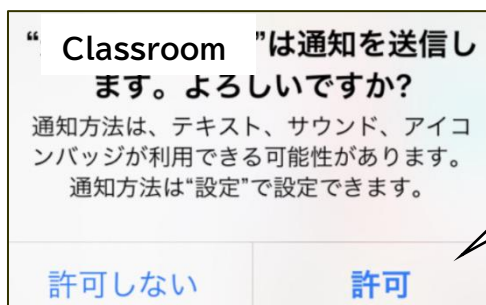 “Classroom”は通知を送信し
ます。よろしいですか?
通知方法は、テキスト、サウンド、アイコ
ンバッジが利用できる可能性があります。
通知方法は“設定”で設定できます。
許可しない 許可